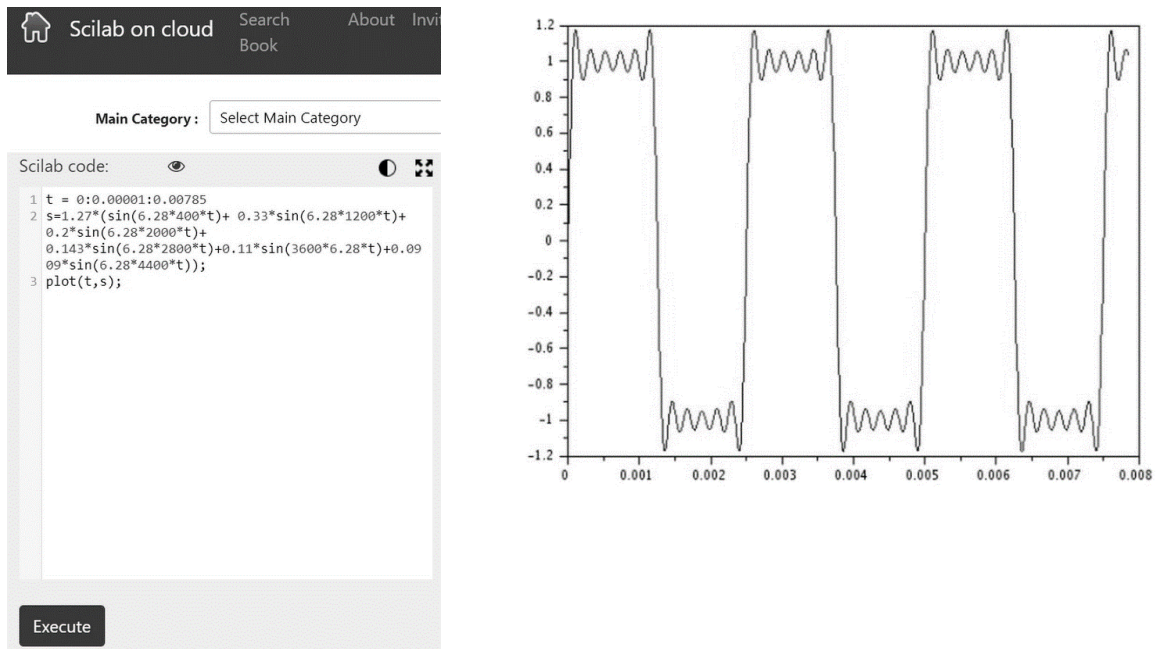 Scilab on cloud
Search
Book
About Invi
Main Category :
Select Main Category
Scilab code:
1 t = 0:0.00001:0.00785
2 s=1.27*(sin(6.28*400*t)+ 0.33*sin(6.28*1200*t)+
0.2*sin(6.28*2000*t)+
0.143*sin(6.28*2800*t)+0.11*sin(3600*6.28*t)+0.09
09*sin(6.28*4400*t));
3 plot(t,s);
Execute
1.2
1
0.8
0.6
0.4
0.2
0
-0.2
-0.4
-0.6
-0.8
-1
-1.2
0 0.001 0.002 0.003 0.004 0.005 0.006 0.007 0.008